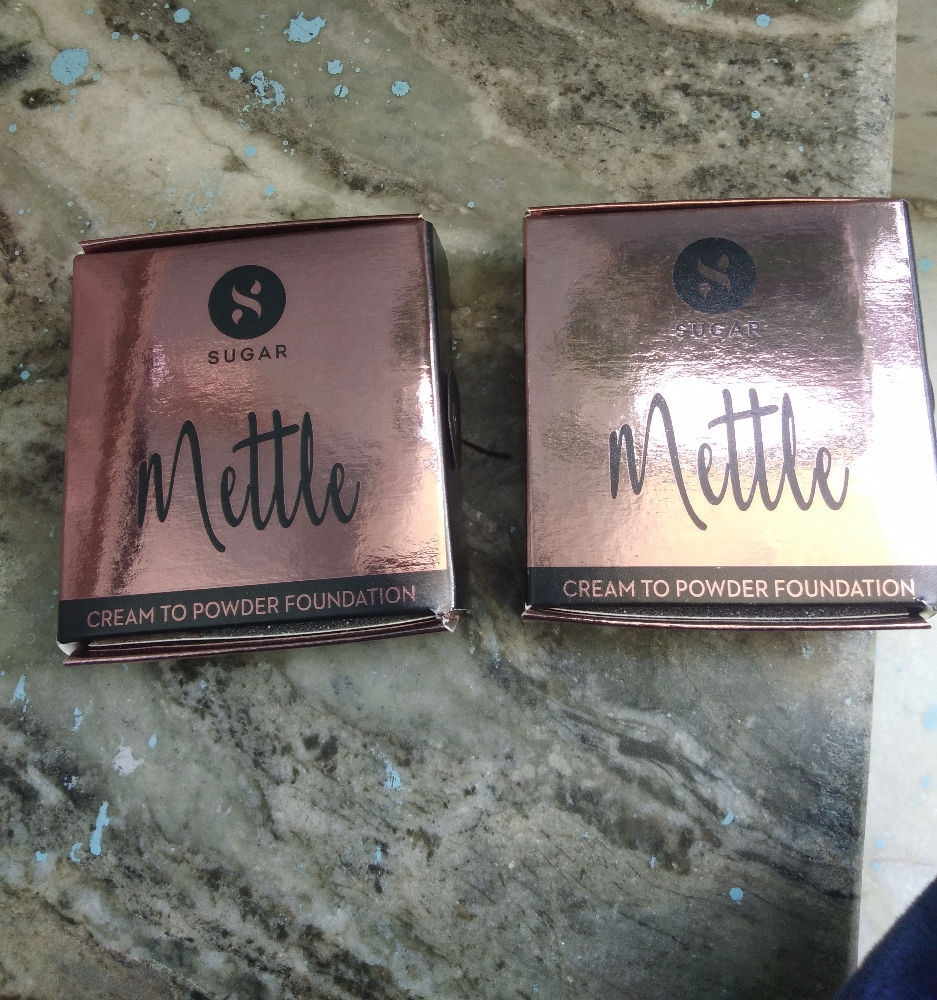 SUGAR
Mettle
CREAM TO POWDER FOUNDATION
SUGAR
Mettle
CREAM TO POWDER FOUNDATION